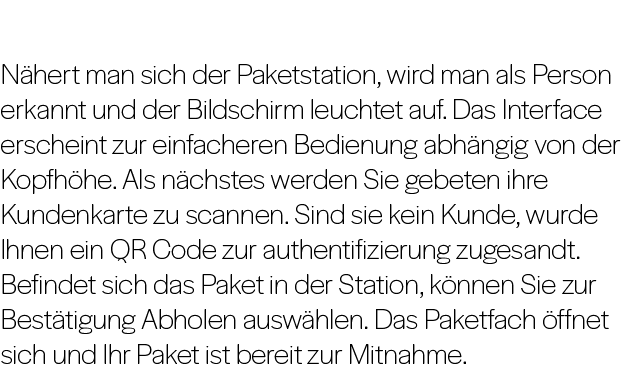 Nähert man sich der Paketstation, wird man als Person
erkannt und der Bildschirm leuchtet auf. Das Interface
erscheint zur einfacheren Bedienung abhängig von der
Kopfhöhe. Als nächstes werden Sie gebeten ihre
Kundenkarte zu scannen. Sind sie kein Kunde, wurde
Ihnen ein QR Code zur authentifizierung zugesandt.
Befindet sich das Paket in der Station, können Sie zur
Bestätigung Abholen auswählen. Das Paketfach öffnet
sich und Ihr Paket ist bereit zur Mitnahme.